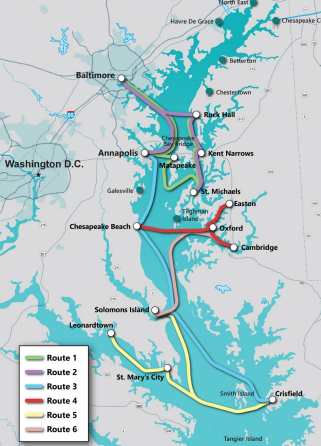 North East
Havre De Grace
Chesapeake C
Betterton
Baltimore
Chestertown
Rock Hall
Chesapeake
Bay Bridge
Annapolis
Kent Narrows
Matapeake
Washington D.C.
Galesville
St. Michaels
Easton
Tilghman
Island
Chesapeake Beach
Oxford
Cambridge
Solomons Island
Leonardtown
St. Mary's City
Smith Island
Crisfield
Tangier Island
Route 1
Route 2
Route 3
Route 4
Route 5
Route 6